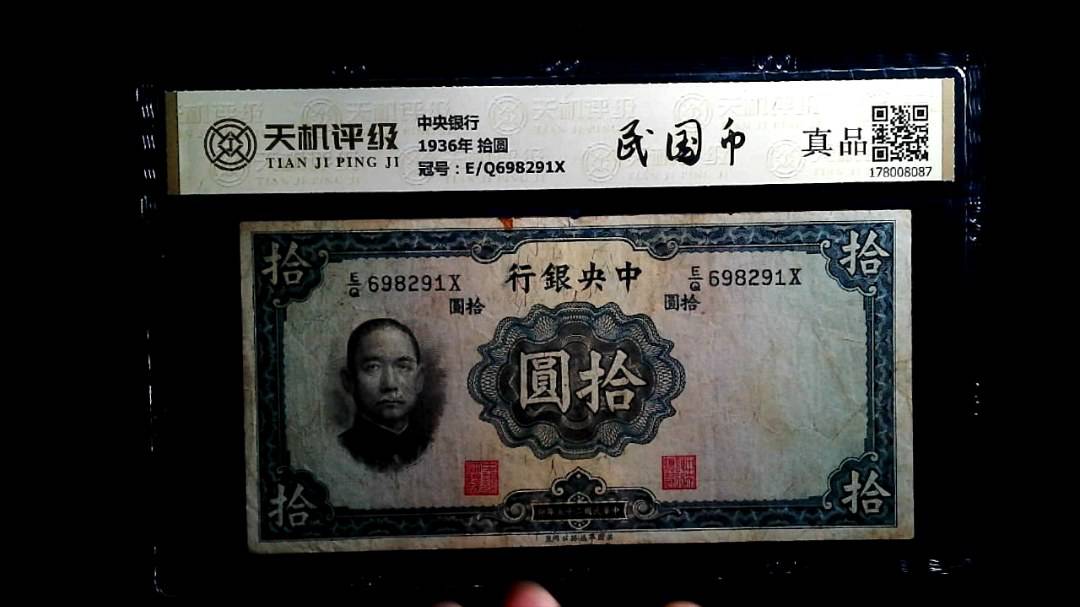 天机评级
TIAN JI PING JI
中央银行
1936年 拾圆
冠号：E/Q698291X
民国币
真品
178008087
拾
拾
E/Q 698291X
行銀央中
E/Q 698291X
圓拾
圓拾
圓拾
拾
拾